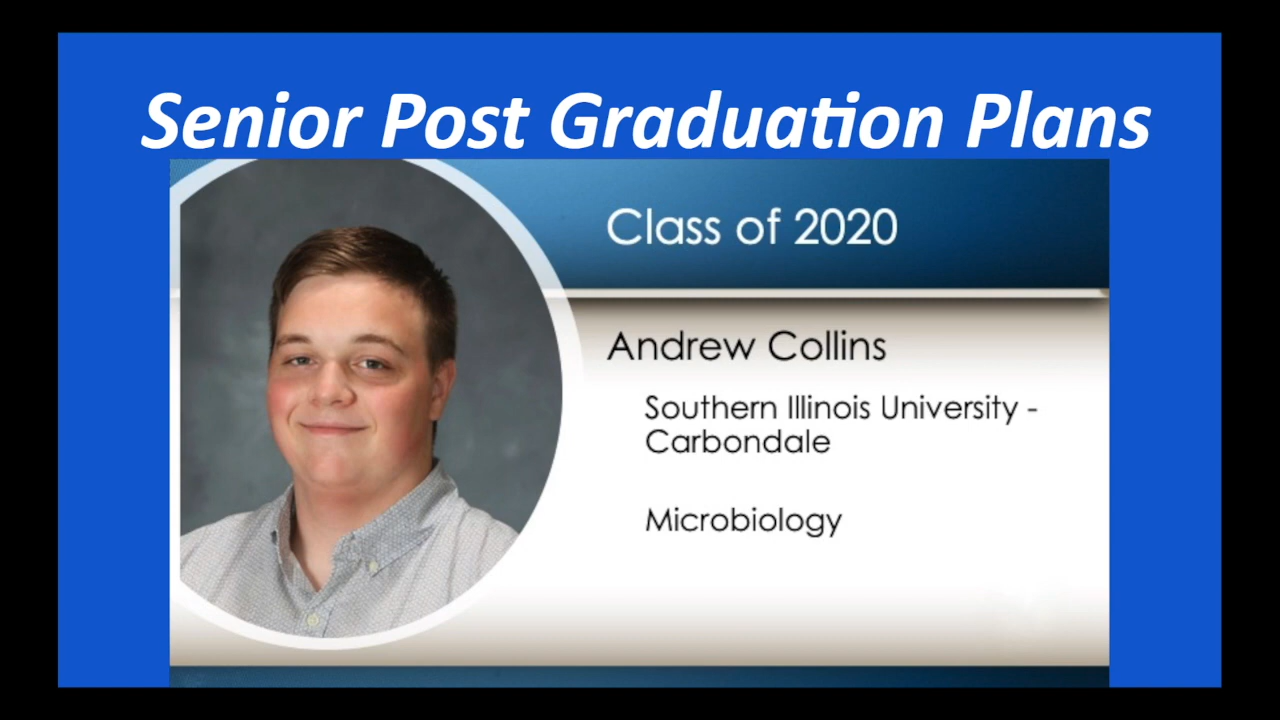 Senior Post Graduation Plans
Class of 2020
Andrew Collins
Southern Illinois University -
Carbondale
Microbiology